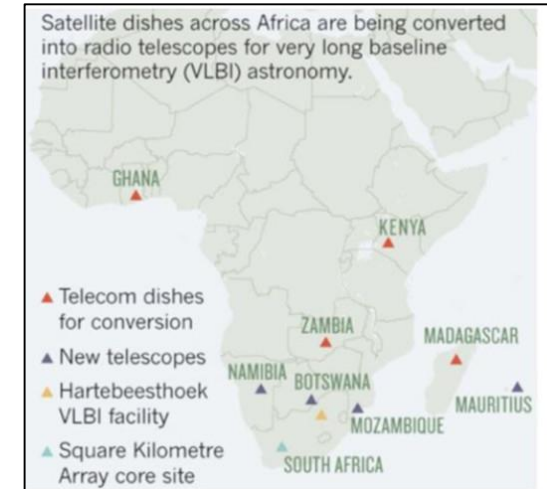 Satellite dishes across Africa are being converted
into radio telescopes for very long baseline
interferometry (VLBI) astronomy.
GHANA
KENYA
▲ Telecom dishes
for conversion
ZAMBIA
MADAGASCAR
▲ New telescopes
NAMIBIA
BOTSWANA
MAURITIUS
▲ Hartebeesthoek
VLBI facility
MOZAMBIQUE
▲ Square Kilometre
Array core site
SOUTH AFRICA